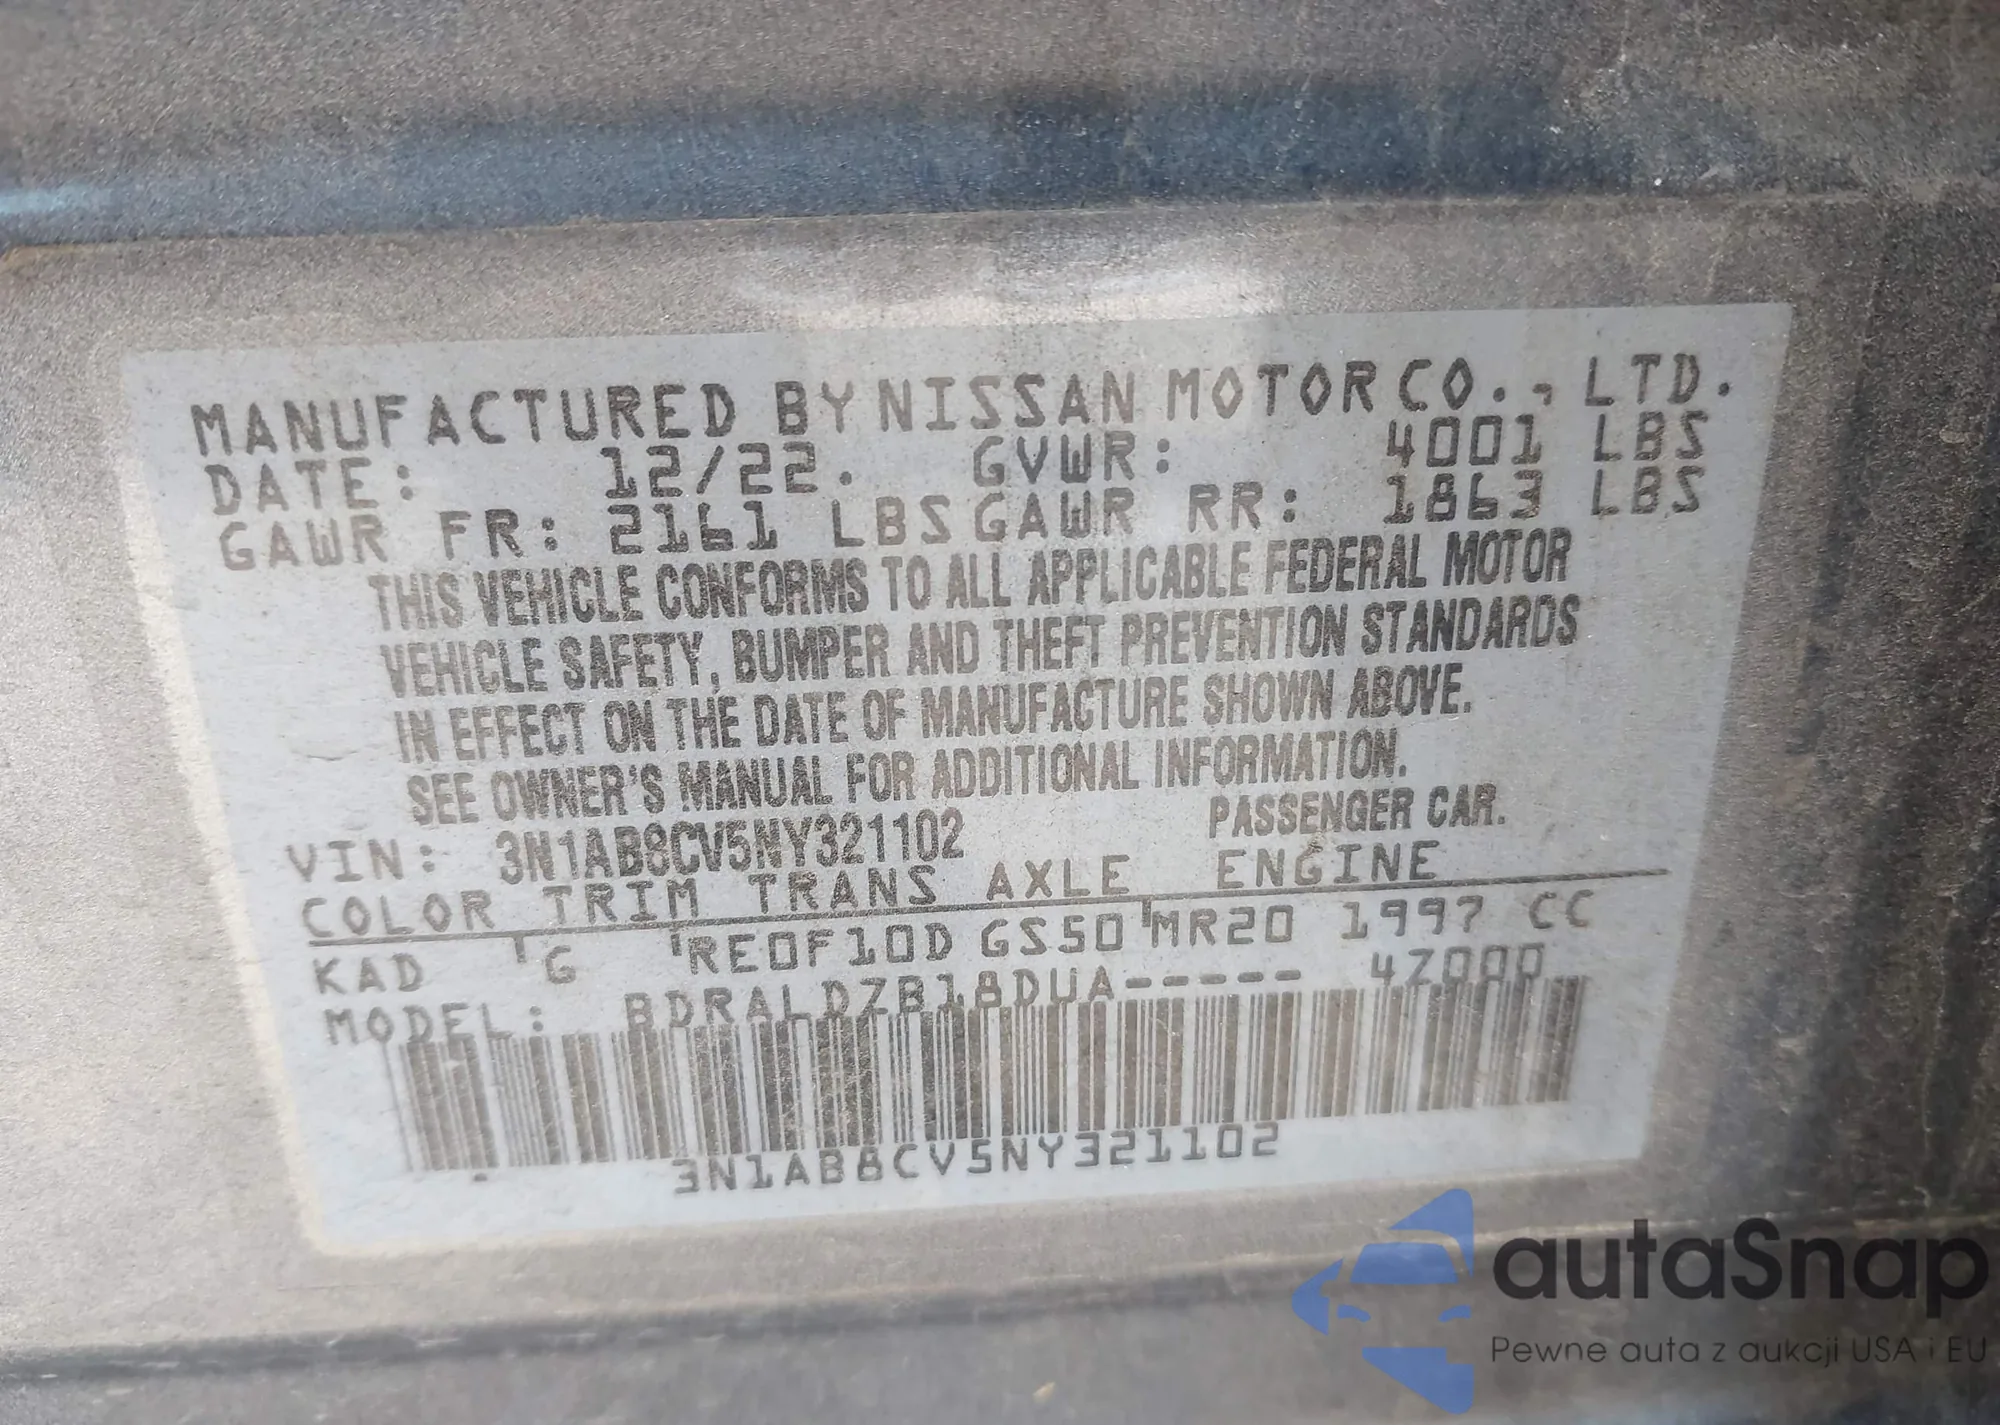 MANUFACTURED BY NISSAN MOTOR CO., LTD.
DATE: 12/22. GVWR: 4001 LBS
GAWR FR: 2161 LBS GAWR RR: 1863 LBS
THIS VEHICLE CONFORMS TO ALL APPLICABLE FEDERAL MOTOR
VEHICLE SAFETY, BUMPER AND THEFT PREVENTION STANDARDS
IN EFFECT ON THE DATE OF MANUFACTURE SHOWN ABOVE.
SEE OWNER'S MANUAL FOR ADDITIONAL INFORMATION.
VIN: 3N1AB8CV5NY321102 PASSENGER CAR.
COLOR TRIM TRANS AXLE ENGINE
KAD 'G 'RE0F10D GS50 'MR20 1997 CC
MODEL: BDRALDZB18DUA----- 4Z000
3N1AB8CV5NY321102
autaSnap
Pewne auta z aukcji USA i EU